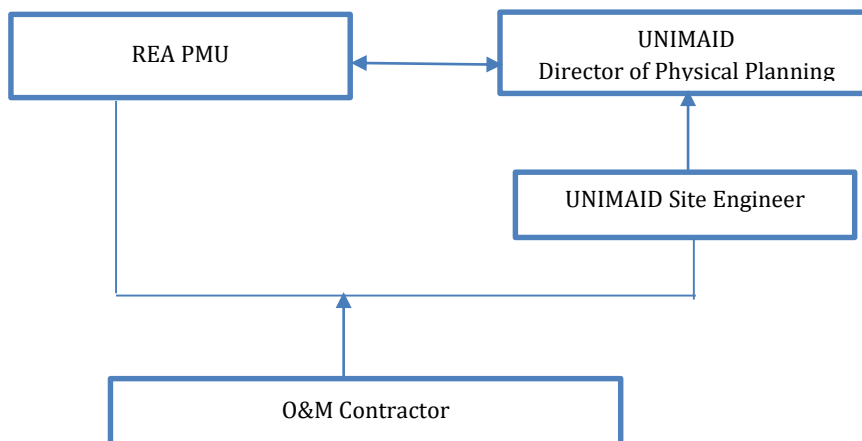 REA PMU
UNIMAID
Director of Physical Planning
UNIMAID Site Engineer
O&M Contractor